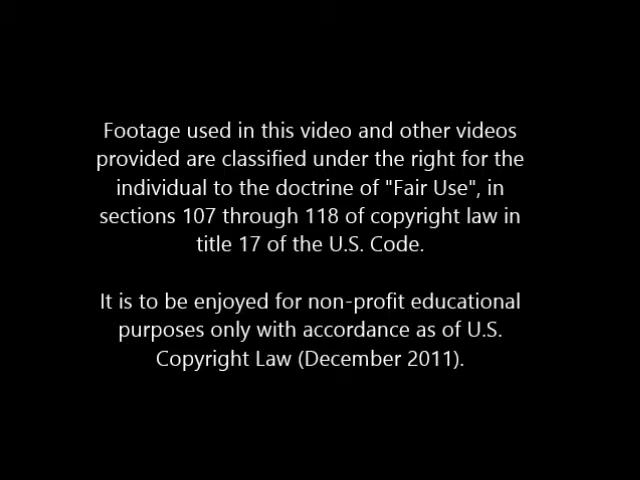 Footage used in this video and other videos
provided are classified under the right for the
individual to the doctrine of "Fair Use", in
sections 107 through 118 of copyright law in
title 17 of the U.S. Code.
It is to be enjoyed for non-profit educational
purposes only with accordance as of U.S.
Copyright Law (December 2011).